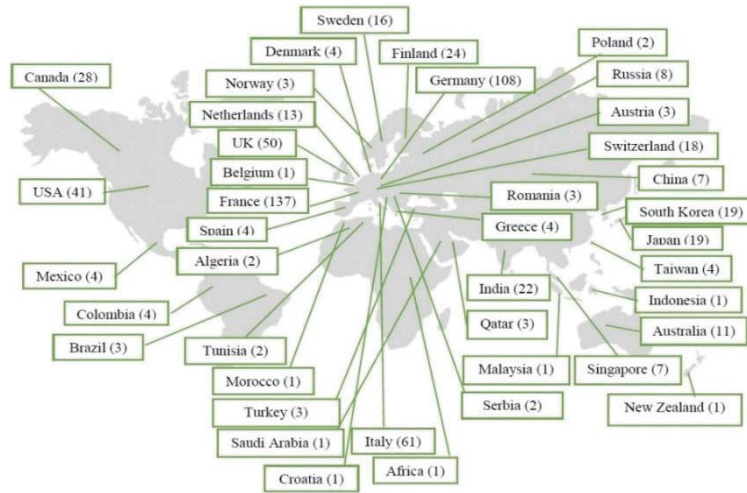 Sweden (16)
Denmark (4)
Finland (24)
Poland (2)
Canada (28)
Norway (3)
Germany (108)
Russia (8)
Netherlands (13)
Austria (3)
UK (50)
Switzerland (18)
Belgium (1)
China (7)
USA (41)
France (137)
Romania (3)
South Korea (19)
Spain (4)
Greece (4)
Japan (19)
Algeria (2)
Taiwan (4)
Mexico (4)
India (22)
Indonesia (1)
Colombia (4)
Qatar (3)
Australia (11)
Brazil (3)
Tunisia (2)
Morocco (1)
Malaysia (1)
Singapore (7)
Turkey (3)
Serbia (2)
New Zealand (1)
Saudi Arabia (1)
Italy (61)
Croatia (1)
Africa (1)